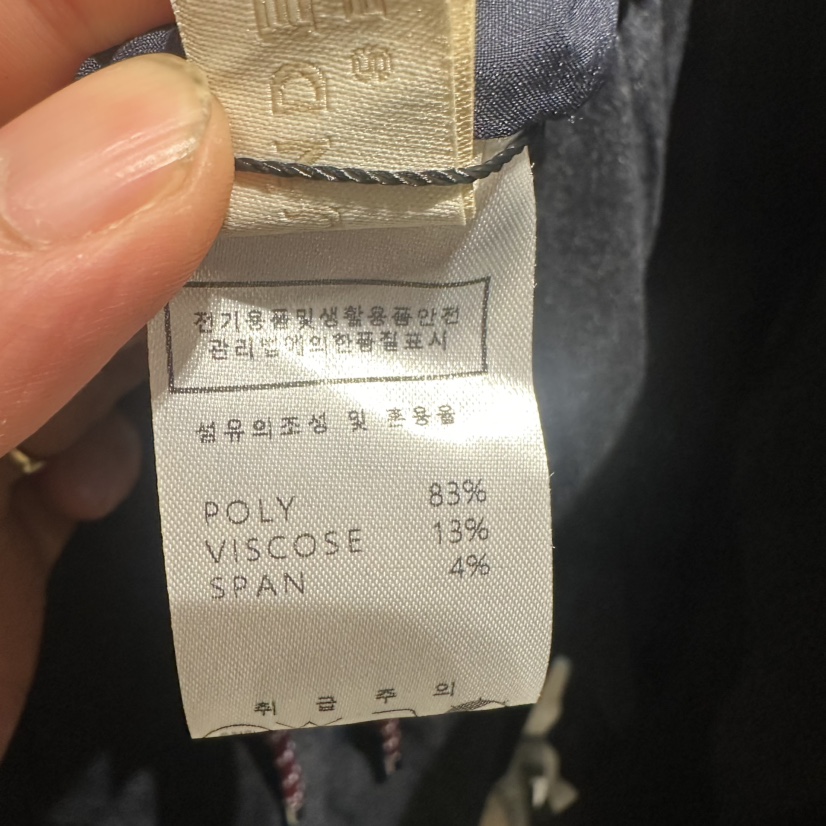 전기용품및생활용품안전
관리법에의한품질표시
섬유의조성 및 혼용율
POLY 83%
VISCOSE 13%
SPAN 4%
취 급 주 의